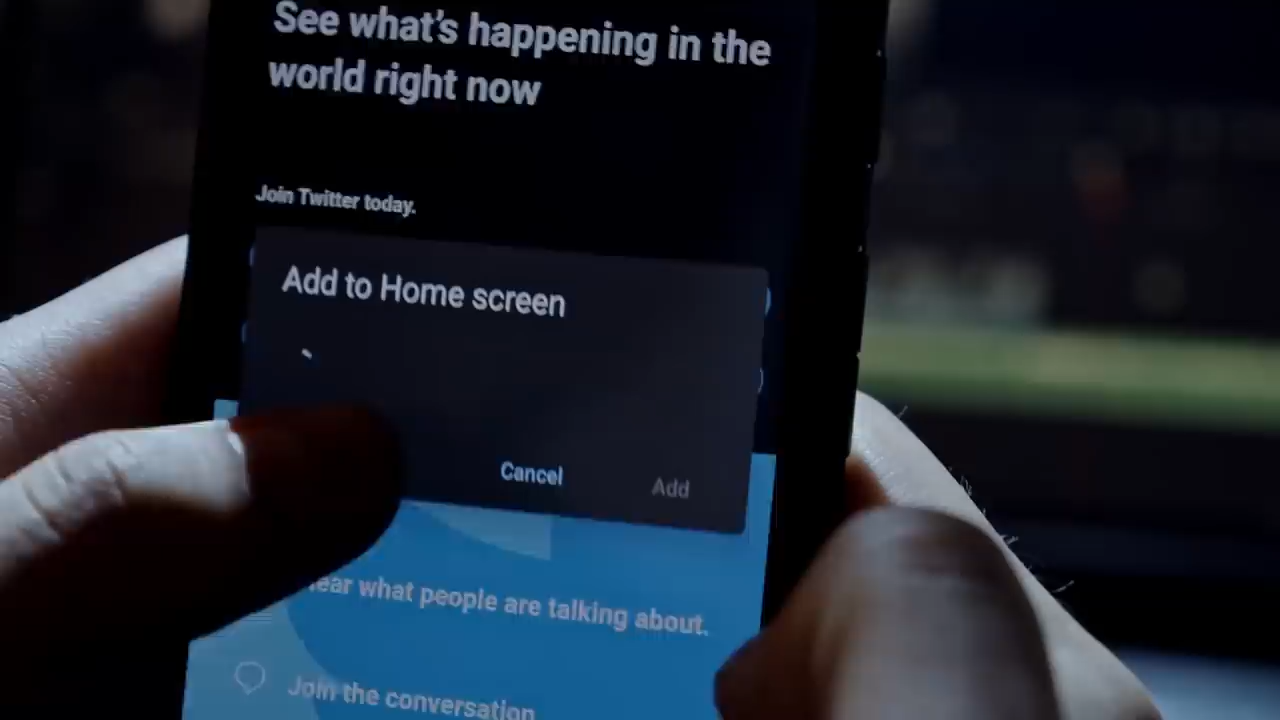 See what's happening in the
world right now
Join Twitter today.
Add to Home screen
Cancel
Add
ear what people are talking about.
Join the conversation